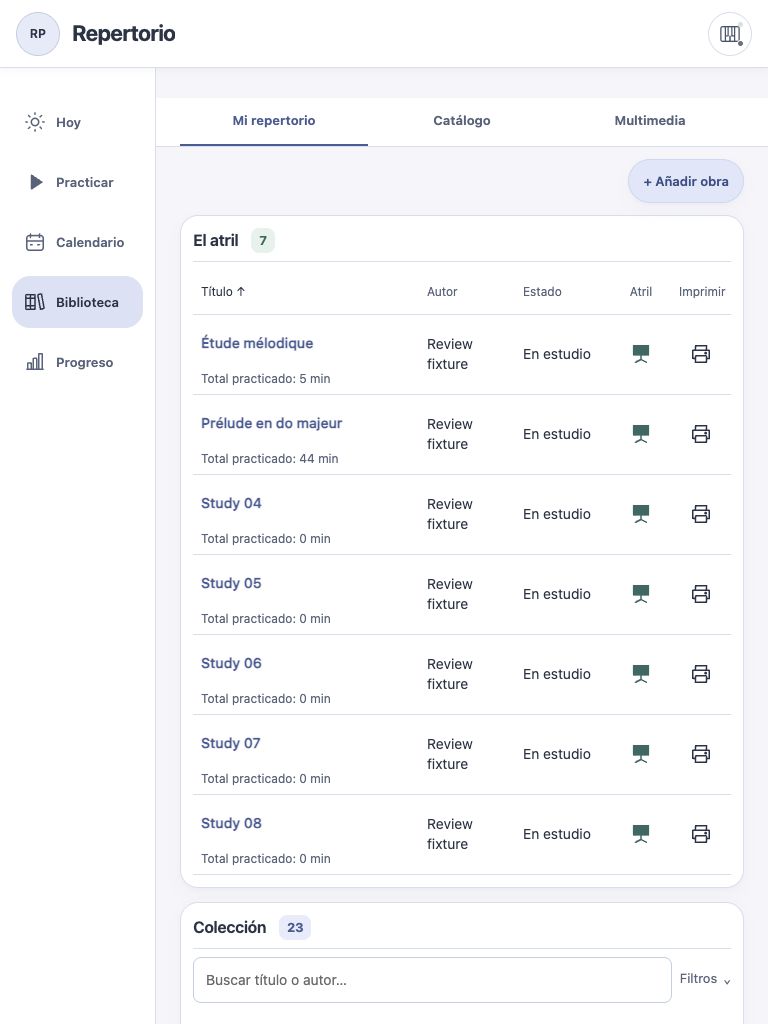 RP
Repertorio
Hoy
Practicar
Calendario
Biblioteca
Progreso
Mi repertorio
Catálogo
Multimedia
+ Añadir obra
El atril 7
Título ↑ Autor Estado Atril Imprimir
Étude mélodique
Total practicado: 5 min
Review
fixture
En estudio
Prélude en do majeur
Total practicado: 44 min
Review
fixture
En estudio
Study 04
Total practicado: 0 min
Review
fixture
En estudio
Study 05
Total practicado: 0 min
Review
fixture
En estudio
Study 06
Total practicado: 0 min
Review
fixture
En estudio
Study 07
Total practicado: 0 min
Review
fixture
En estudio
Study 08
Total practicado: 0 min
Review
fixture
En estudio
Colección 23
Buscar título o autor...
Filtros